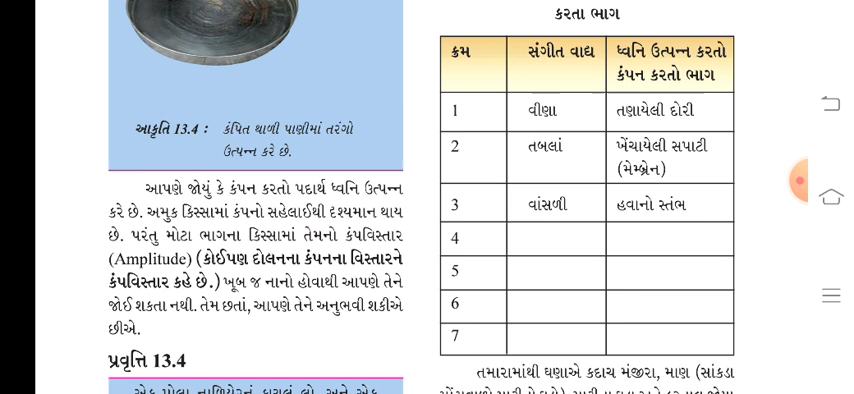 આકૃતિ 13.4 : કંપિત થાળી પાણીમાં તરંગો
ઉત્પન્ન કરે છે.
આપણે જોયું કે કંપન કરતો પદાર્થ ધ્વનિ ઉત્પન્ન
કરે છે. અમુક કિસ્સામાં કંપનો સહેલાઈથી દૃશ્યમાન થાય
છે. પરંતુ મોટા ભાગના કિસ્સામાં તેમનો કંપવિસ્તાર
(Amplitude) (કોઈપણ દોલનના કંપનના વિસ્તારને
કંપવિસ્તાર કહે છે.) ખૂબ જ નાનો હોવાથી આપણે તેને
જોઈ શકતા નથી. તેમ છતાં, આપણે તેને અનુભવી શકીએ
છીએ.
પ્રવૃત્તિ 13.4
કરતા ભાગ
ક્રમ સંગીત વાદ્ય ધ્વનિ ઉત્પન્ન કરતો
કંપન કરતો ભાગ
1 વીણા તણાયેલી દોરી
2 તબલાં ખેંચાયેલી સપાટી
(મેમ્બ્રેન)
3 વાંસળી હવાનો સ્તંભ
4
5
6
7
તમારામાંથી ઘણાએ કદાચ મંજીરા, માણ (સાંકડા